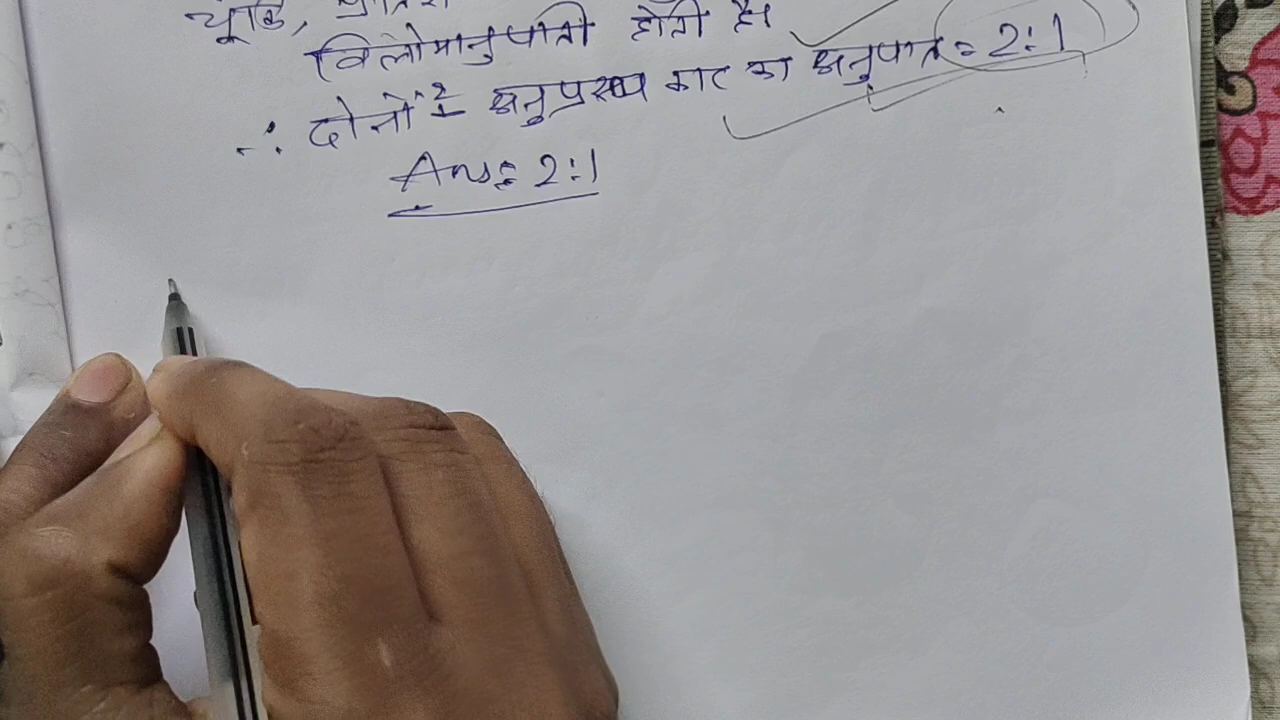 चूंकि,
विलोमानुपाती होती है।
∴ दोनों के अनुप्रस्थ काट का अनुपात = 2:1
Ans = 2:1